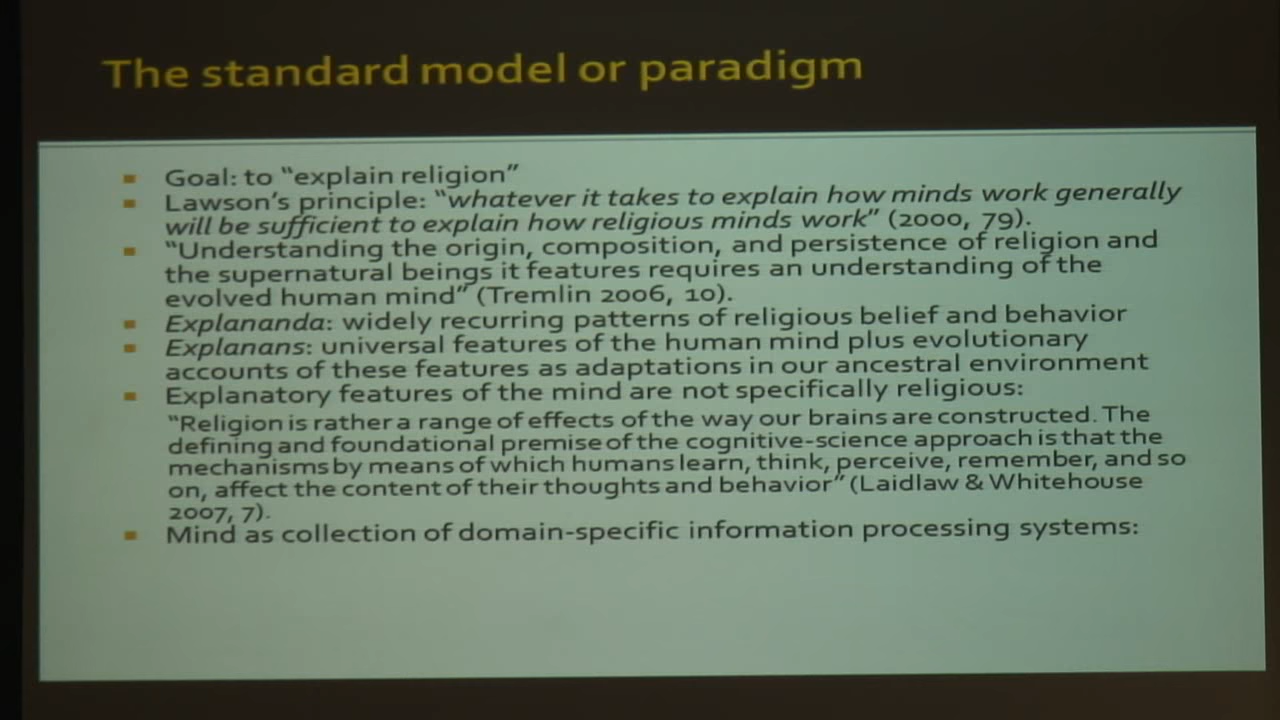 The standard model or paradigm
Goal: to “explain religion”
Lawson’s principle: “whatever it takes to explain how minds work generally
will be sufficient to explain how religious minds work” (2000, 79).
“Understanding the origin, composition, and persistence of religion and
the supernatural beings it features requires an understanding of the
evolved human mind” (Tremlin 2006, 10).
Explananda: widely recurring patterns of religious belief and behavior
Explanans: universal features of the human mind plus evolutionary
accounts of these features as adaptations in our ancestral environment
Explanatory features of the mind are not specifically religious:
“Religion is rather a range of effects of the way our brains are constructed. The
defining and foundational premise of the cognitive-science approach is that the
mechanisms by means of which humans learn, think, perceive, remember, and so
on, affect the content of their thoughts and behavior” (Laidlaw & Whitehouse
2007, 7).
Mind as collection of domain-specific information processing systems: